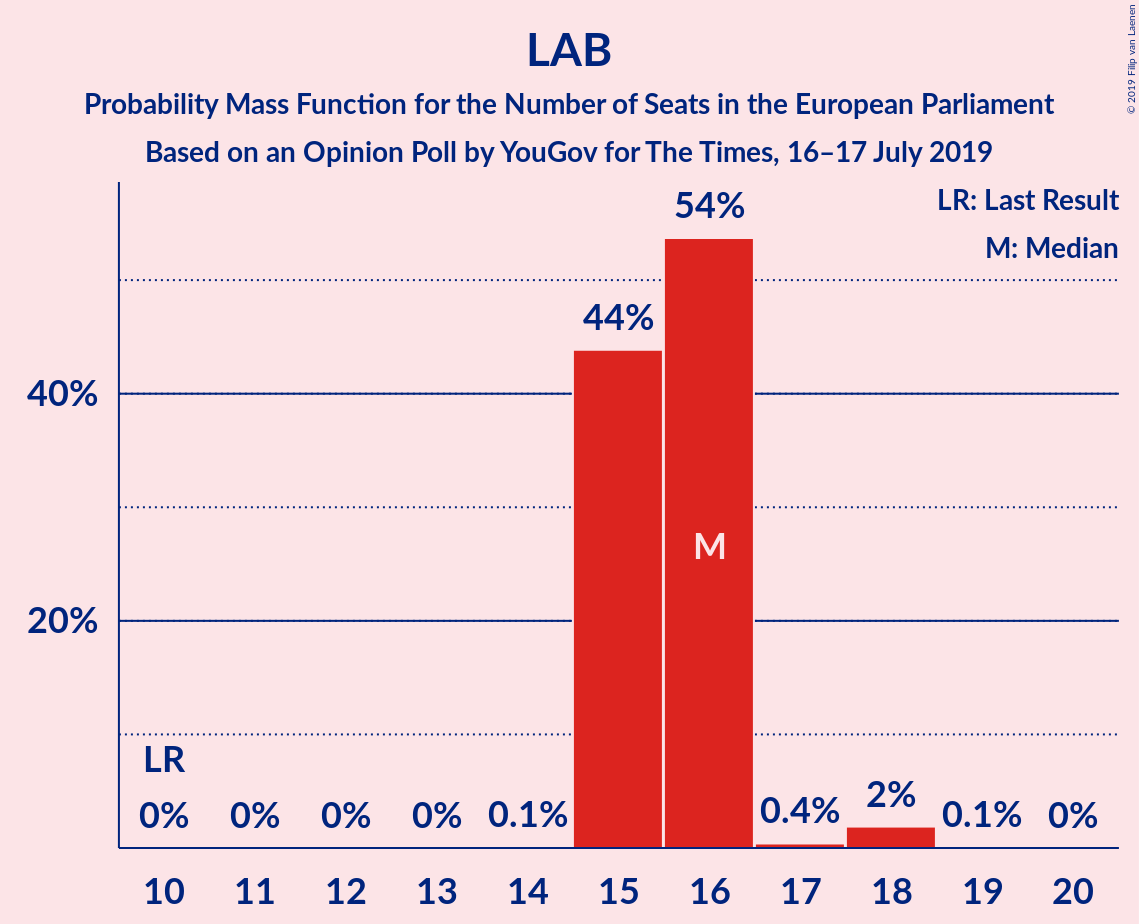 LAB
Probability Mass Function for the Number of Seats in the European Parliament
Based on an Opinion Poll by YouGov for The Times, 16–17 July 2019
© 2019 Filip van Laenen
LR: Last Result
M: Median
54%
44%
40%
M
20%
LR
0% 0% 0% 0% 0.1% 0.4% 2% 0.1% 0%
10 11 12 13 14 15 16 17 18 19 20